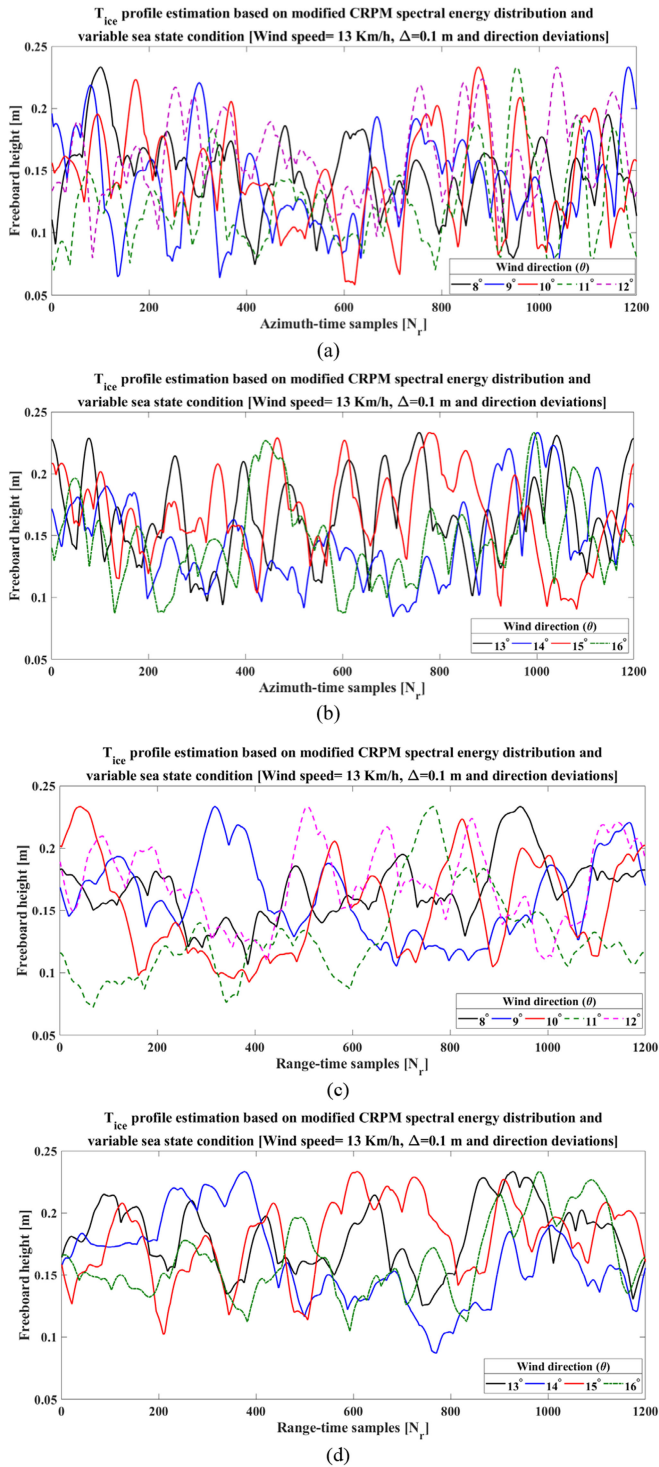 T_ice profile estimation based on modified CRPM spectral energy distribution and
variable sea state condition [Wind speed= 13 Km/h, Δ=0.1 m and direction deviations]
0.25
0.2
0.15
0.1
0.05
Freeboard height [m]
Wind direction (θ)
8° 9° 10° 11° 12°
0 200 400 600 800 1000 1200
Azimuth-time samples [N_r]
(a)
T_ice profile estimation based on modified CRPM spectral energy distribution and
variable sea state condition [Wind speed= 13 Km/h, Δ=0.1 m and direction deviations]
0.25
0.2
0.15
0.1
0.05
Freeboard height [m]
Wind direction (θ)
13° 14° 15° 16°
0 200 400 600 800 1000 1200
Azimuth-time samples [N_r]
(b)
T_ice profile estimation based on modified CRPM spectral energy distribution and
variable sea state condition [Wind speed= 13 Km/h, Δ=0.1 m and direction deviations]
0.25
0.2
0.15
0.1
0.05
Freeboard height [m]
Wind direction (θ)
8° 9° 10° 11° 12°
0 200 400 600 800 1000 1200
Range-time samples [N_r]
(c)
T_ice profile estimation based on modified CRPM spectral energy distribution and
variable sea state condition [Wind speed= 13 Km/h, Δ=0.1 m and direction deviations]
0.25
0.2
0.15
0.1
0.05
Freeboard height [m]
Wind direction (θ)
13° 14° 15° 16°
0 200 400 600 800 1000 1200
Range-time samples [N_r]
(d)